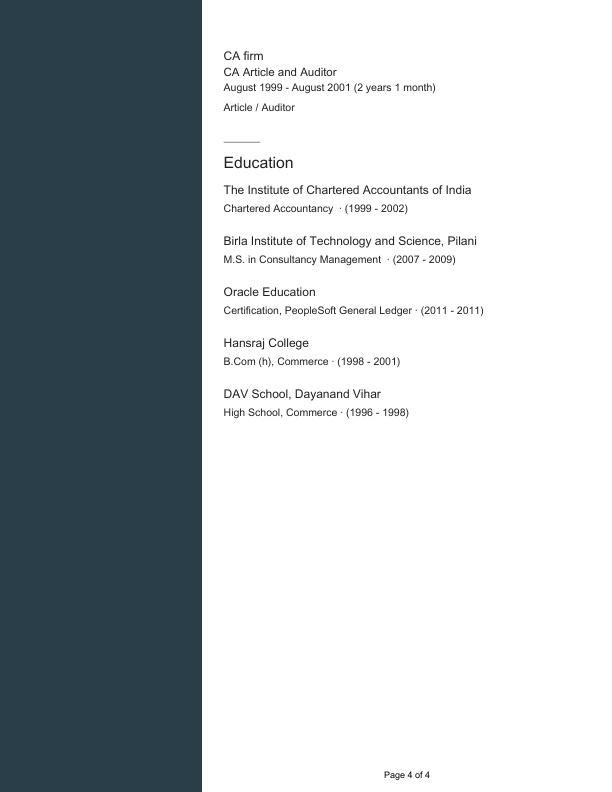 CA firm
CA Article and Auditor
August 1999 - August 2001 (2 years 1 month)
Article / Auditor
Education
The Institute of Chartered Accountants of India
Chartered Accountancy · (1999 - 2002)
Birla Institute of Technology and Science, Pilani
M.S. in Consultancy Management · (2007 - 2009)
Oracle Education
Certification, PeopleSoft General Ledger · (2011 - 2011)
Hansraj College
B.Com (h), Commerce · (1998 - 2001)
DAV School, Dayanand Vihar
High School, Commerce · (1996 - 1998)
Page 4 of 4